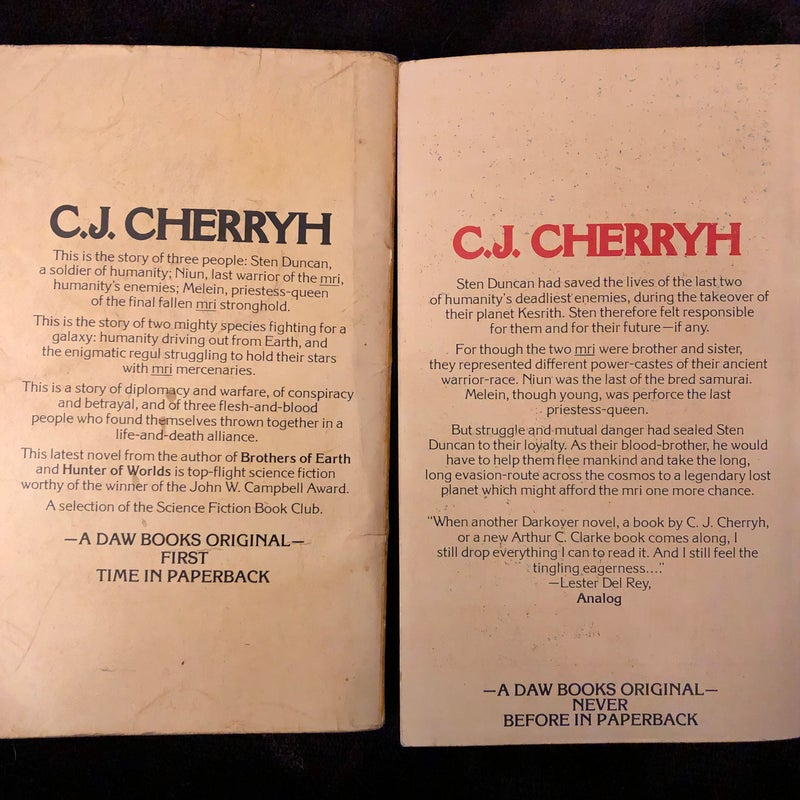 C.J. CHERRYH
This is the story of three people: Sten Duncan,
a soldier of humanity; Niun, last warrior of the mri,
humanity's enemies; Melein, priestess-queen
of the final fallen mri stronghold.
This is the story of two mighty species fighting for a
galaxy: humanity driving out from Earth, and
the enigmatic regul struggling to hold their stars
with mri mercenaries.
This is a story of diplomacy and warfare, of conspiracy
and betrayal, and of three flesh-and-blood
people who found themselves thrown together in a
life-and-death alliance.
This latest novel from the author of Brothers of Earth
and Hunter of Worlds is top-flight science fiction
worthy of the winner of the John W. Campbell Award.
A selection of the Science Fiction Book Club.
—A DAW BOOKS ORIGINAL—
FIRST
TIME IN PAPERBACK
C.J. CHERRYH
Sten Duncan had saved the lives of the last two
of humanity's deadliest enemies, during the takeover of
their planet Kesrith. Sten therefore felt responsible
for them and for their future—if any.
For though the two mri were brother and sister,
they represented different power-castes of their ancient
warrior-race. Niun was the last of the bred samurai.
Melein, though young, was perforce the last
priestess-queen.
But struggle and mutual danger had sealed Sten
Duncan to their loyalty. As their blood-brother, he would
have to help them flee mankind and take the long,
long evasion-route across the cosmos to a legendary lost
planet which might afford the mri one more chance.
"When another Darkover novel, a book by C. J. Cherryh,
or a new Arthur C. Clarke book comes along, I
still drop everything I can to read it. And I still feel the
tingling eagerness...."
—Lester Del Rey,
Analog
—A DAW BOOKS ORIGINAL—
NEVER
BEFORE IN PAPERBACK